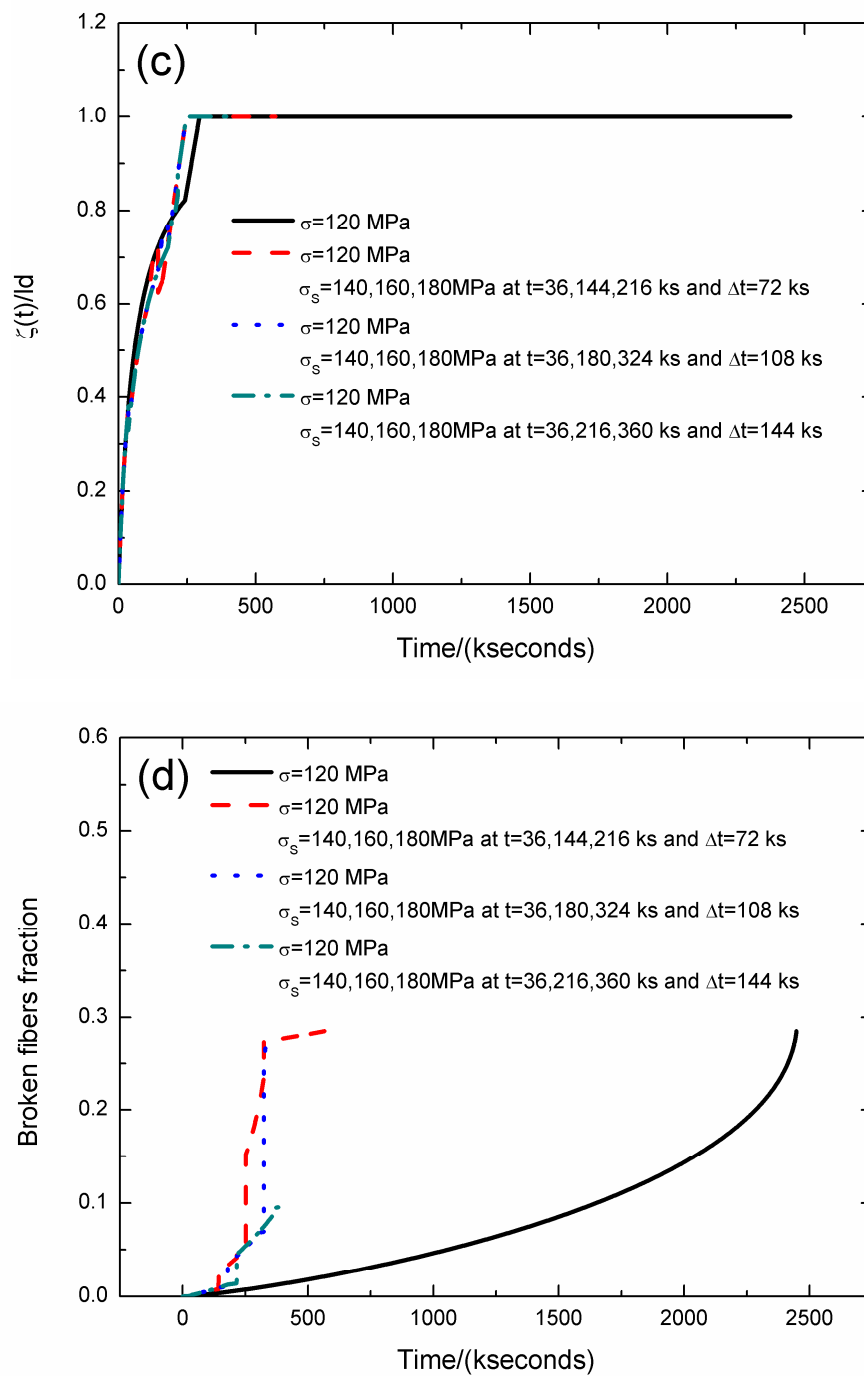 (c)
1.2
1.0
0.8
0.6
0.4
0.2
0.0
ζ(t)/ld
σ=120 MPa
σ=120 MPa
σS=140,160,180MPa at t=36,144,216 ks and Δt=72 ks
σ=120 MPa
σS=140,160,180MPa at t=36,180,324 ks and Δt=108 ks
σ=120 MPa
σS=140,160,180MPa at t=36,216,360 ks and Δt=144 ks
0 500 1000 1500 2000 2500
Time/(kseconds)
(d)
0.6
0.5
0.4
0.3
0.2
0.1
0.0
Broken fibers fraction
σ=120 MPa
σ=120 MPa
σS=140,160,180MPa at t=36,144,216 ks and Δt=72 ks
σ=120 MPa
σS=140,160,180MPa at t=36,180,324 ks and Δt=108 ks
σ=120 MPa
σS=140,160,180MPa at t=36,216,360 ks and Δt=144 ks
0 500 1000 1500 2000 2500
Time/(kseconds)